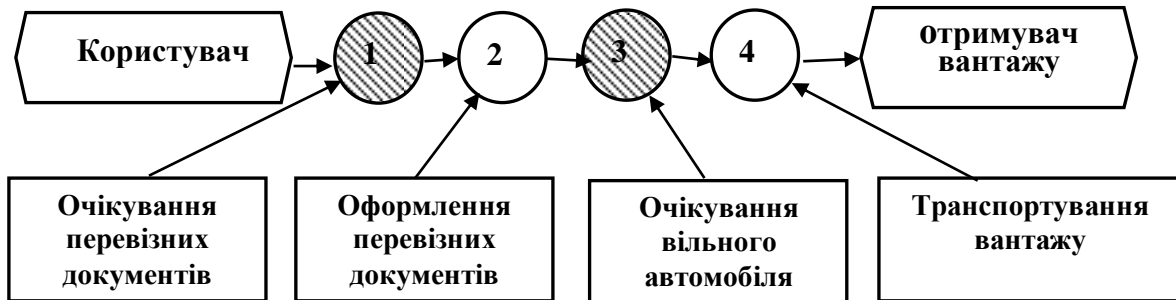 Користувач
1
2
3
4
отримувач
вантажу
Очікування
перевізних
документів
Оформлення
перевізних
документів
Очікування
вільного
автомобіля
Транспортування
вантажу